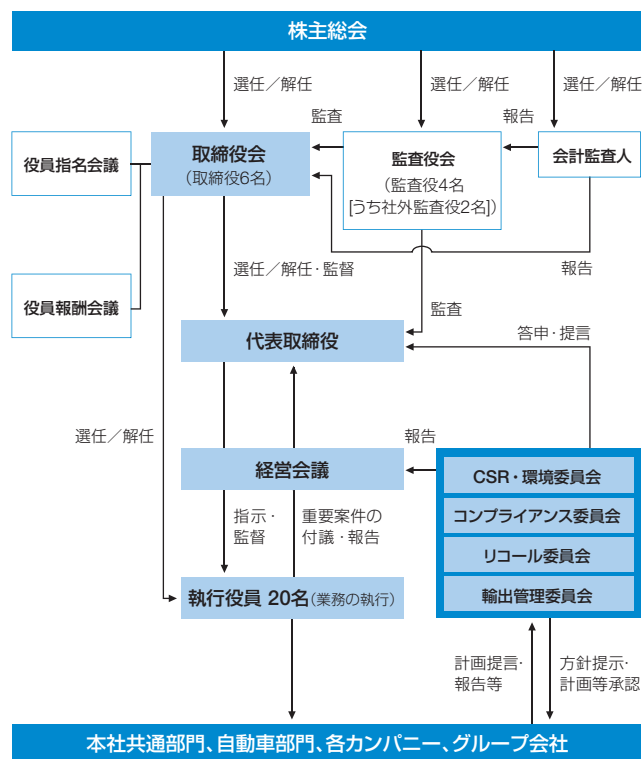 株主総会
選任／解任
選任／解任
選任／解任
監査
報告
役員指名会議
取締役会
（取締役6名）
監査役会
（監査役4名
[うち社外監査役2名]）
会計監査人
選任／解任・監督
報告
役員報酬会議
監査
代表取締役
答申・提言
選任／解任
報告
経営会議
CSR・環境委員会
コンプライアンス委員会
リコール委員会
輸出管理委員会
指示・
監督
重要案件の
付議・報告
執行役員 20名（業務の執行）
計画提言・
報告等
方針提示・
計画等承認
本社共通部門、自動車部門、各カンパニー、グループ会社